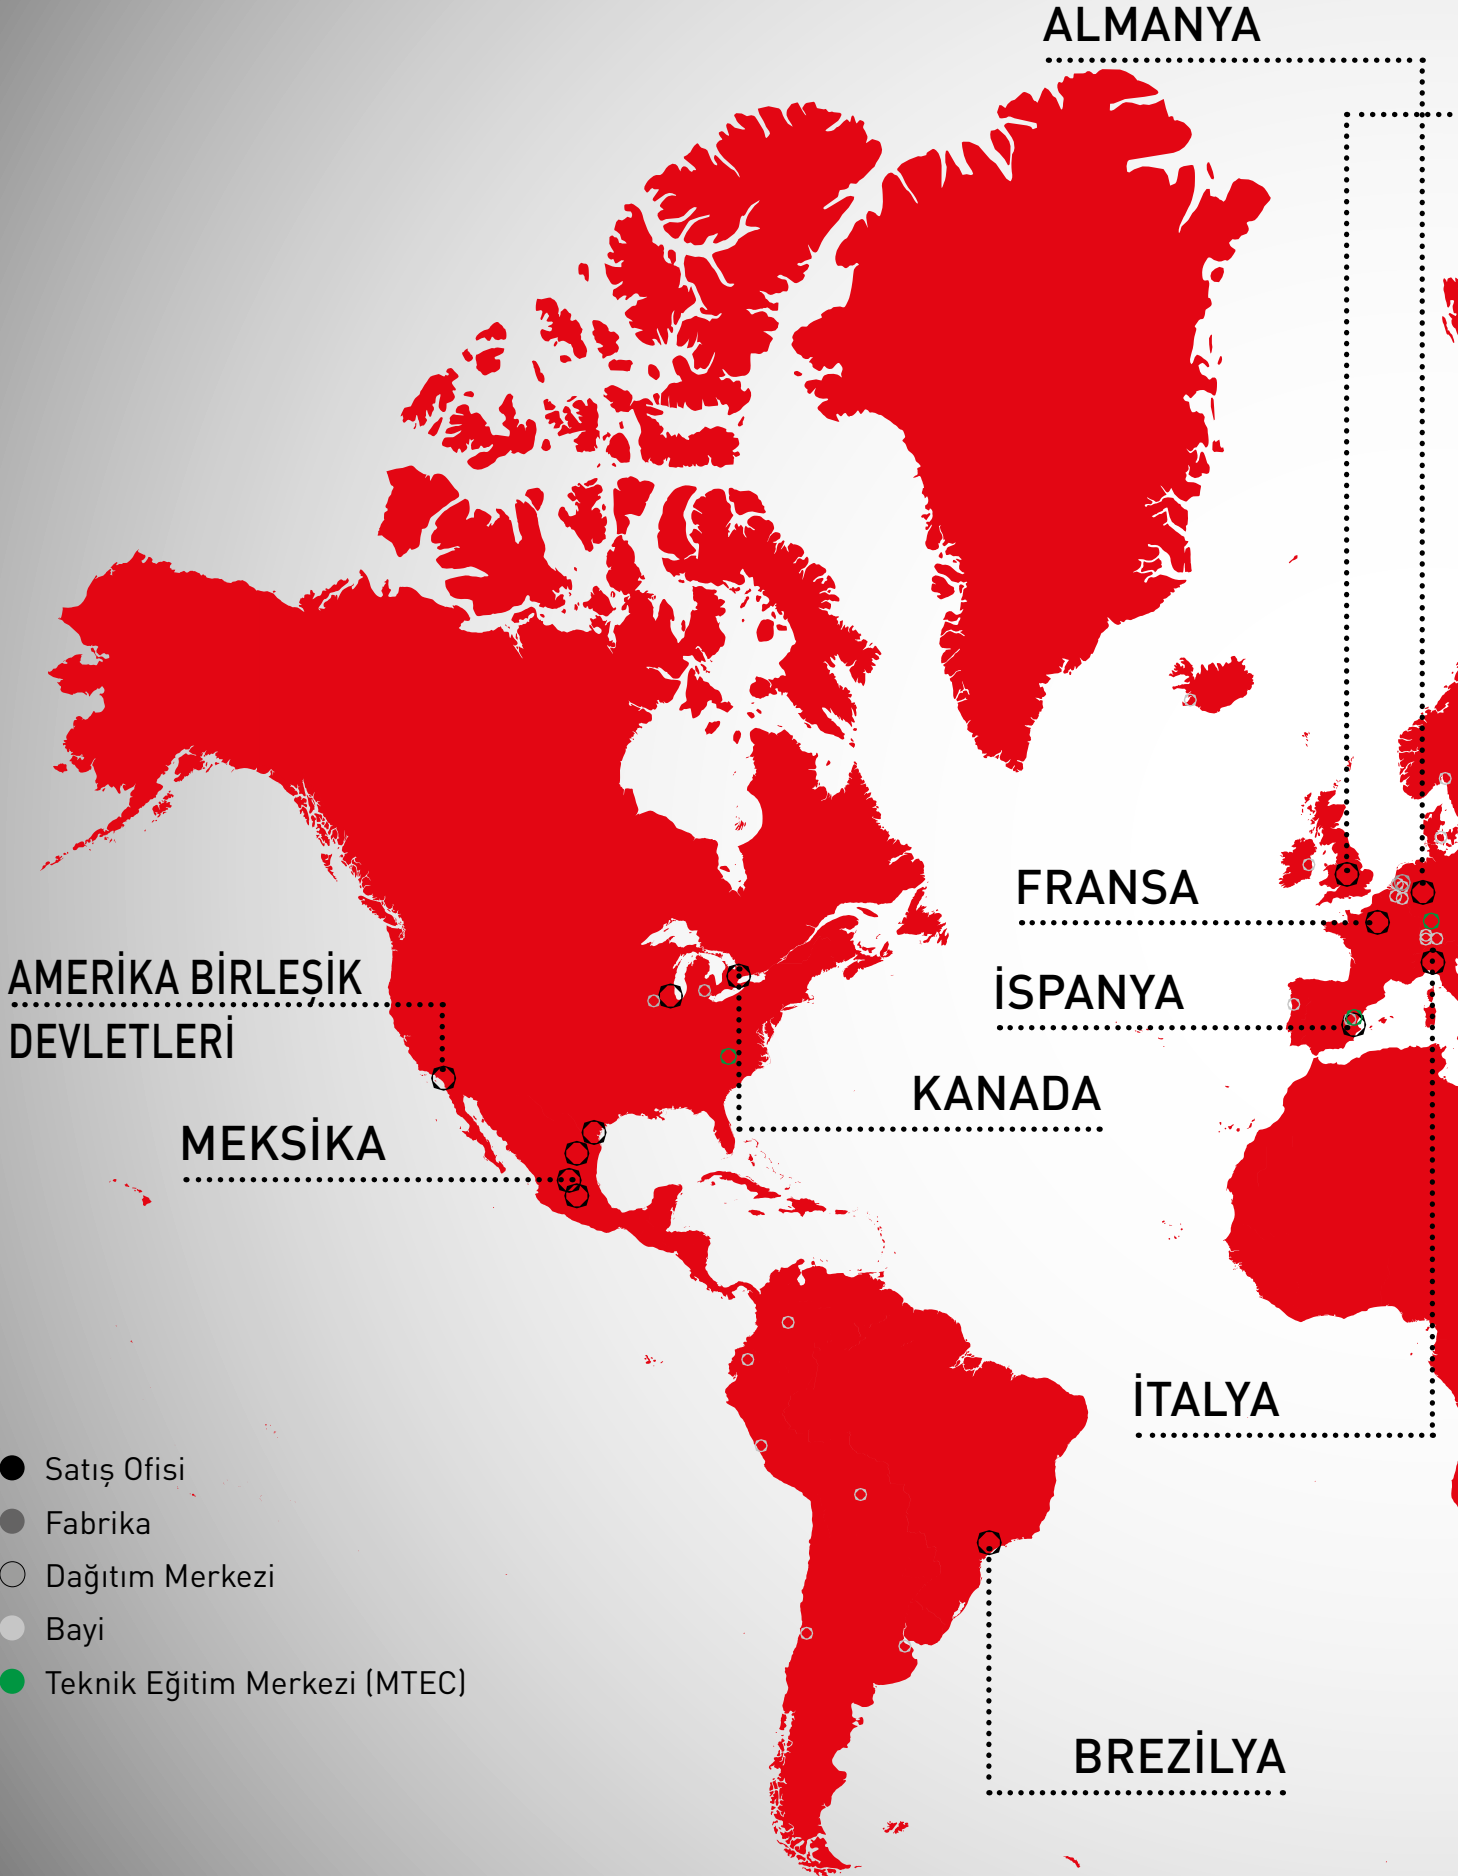 ALMANYA
FRANSA
AMERİKA BİRLEŞİK
DEVLETLERİ
İSPANYA
KANADA
MEKSİKA
İTALYA
Satış Ofisi
Fabrika
Dağıtım Merkezi
Bayi
Teknik Eğitim Merkezi (MTEC)
BREZİLYA